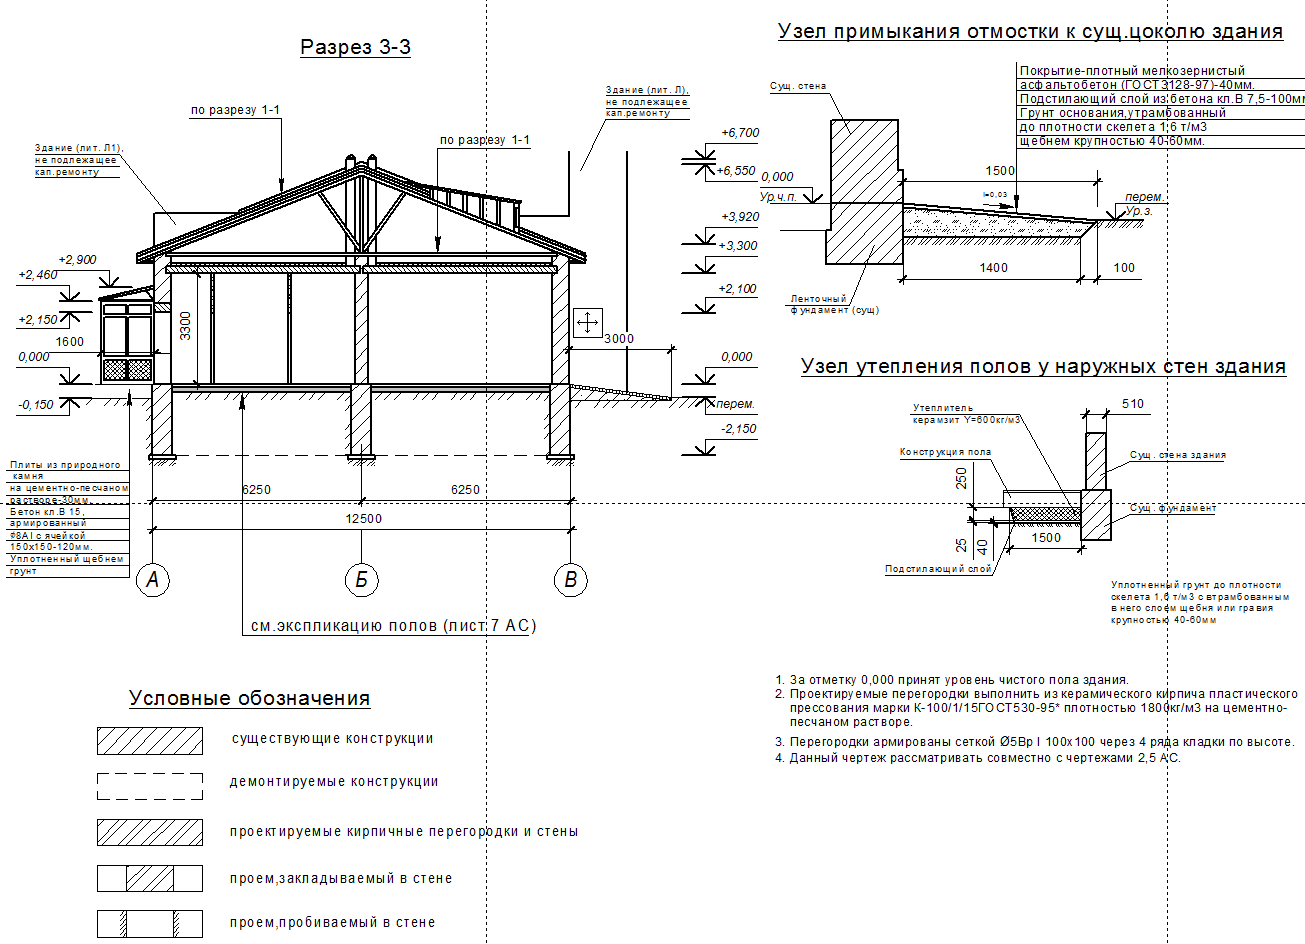 Разрез 3-3
по разрезу 1-1
Здание (лит. Л1),
не подлежащее
кап.ремонту
по разрезу 1-1
Здание (лит. Л),
не подлежащее
кап.ремонту
+2,900
+2,460
+2,150
1600
0,000
-0,150
3300
3000
+6,700
+6,550
+3,920
+3,300
+2,100
0,000
перем.
-2,150
Плиты из природного
камня
на цементно-песчаном
растворе-30мм.
Бетон кл.В 15,
армированный
ø8АI с ячейкой
150х150-120мм.
Уплотненный щебнем
грунт
6250
6250
12500
А
Б
В
см.экспликацию полов (лист 7 АС)
Узел примыкания отмостки к сущ.цоколю здания
Покрытие-плотный мелкозернистый
асфальтобетон (ГОСТ3128-97)-40мм.
Подстилающий слой из бетона кл.В 7,5-100мм
Грунт основания,утрамбованный
до плотности скелета 1,6 т/м3
щебнем крупностью 40-60мм.
Сущ. стена
0,000
Ур.ч.п.
1500
i=0,03
перем.
Ур.з.
1400
100
Ленточный
фундамент (сущ)
Узел утепления полов у наружных стен здания
Утеплитель
керамзит Y=600кг/м3
510
Конструкция пола
Сущ. стена здания
250
Сущ. фундамент
25
40
1500
Подстилающий слой
Уплотненный грунт до плотности
скелета 1,6 т/м3 с втрамбованным
в него слоем щебня или гравия
крупностью 40-60мм
1. За отметку 0,000 принят уровень чистого пола здания.
2. Проектируемые перегородки выполнить из керамического кирпича пластического
прессования марки К-100/1/15ГОСТ530-95* плотностью 1800кг/м3 на цементно-
песчаном растворе.
3. Перегородки армированы сеткой Ø5Вр I 100х100 через 4 ряда кладки по высоте.
4. Данный чертеж рассматривать совместно с чертежами 2,5 АС.
Условные обозначения
существующие конструкции
демонтируемые конструкции
проектируемые кирпичные перегородки и стены
проем,закладываемый в стене
проем,пробиваемый в стене